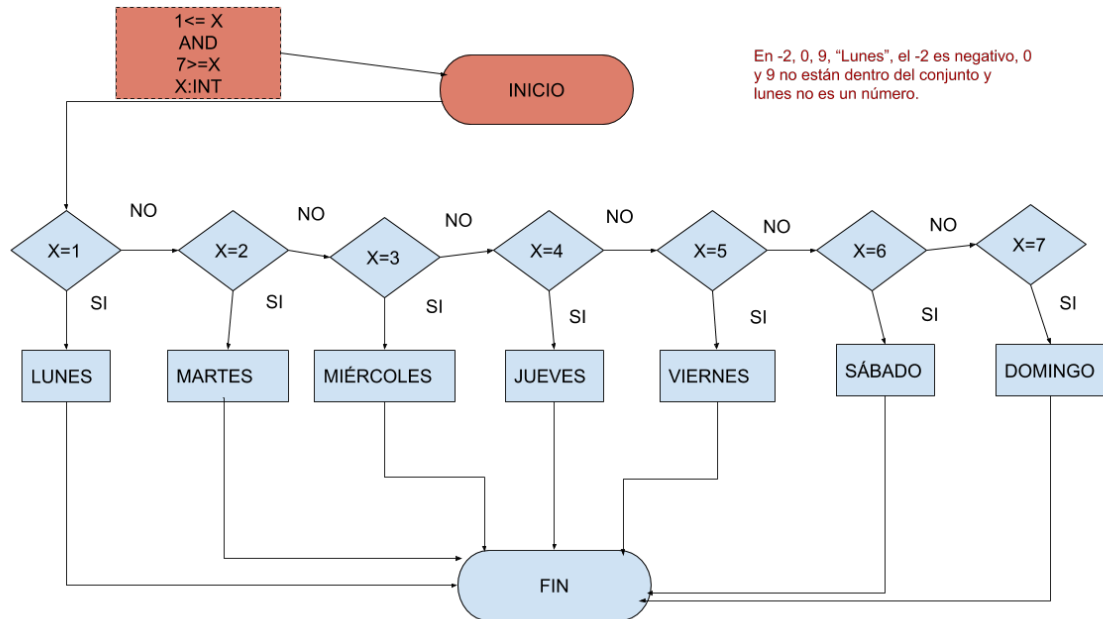 1<= X
AND
7>=X
X:INT
INICIO
En -2, 0, 9, “Lunes”, el -2 es negativo, 0
y 9 no están dentro del conjunto y
lunes no es un número.
NO
NO
NO
NO
NO
NO
X=1
X=2
X=3
X=4
X=5
X=6
X=7
SI
SI
SI
SI
SI
SI
SI
LUNES
MARTES
MIÉRCOLES
JUEVES
VIERNES
SÁBADO
DOMINGO
FIN